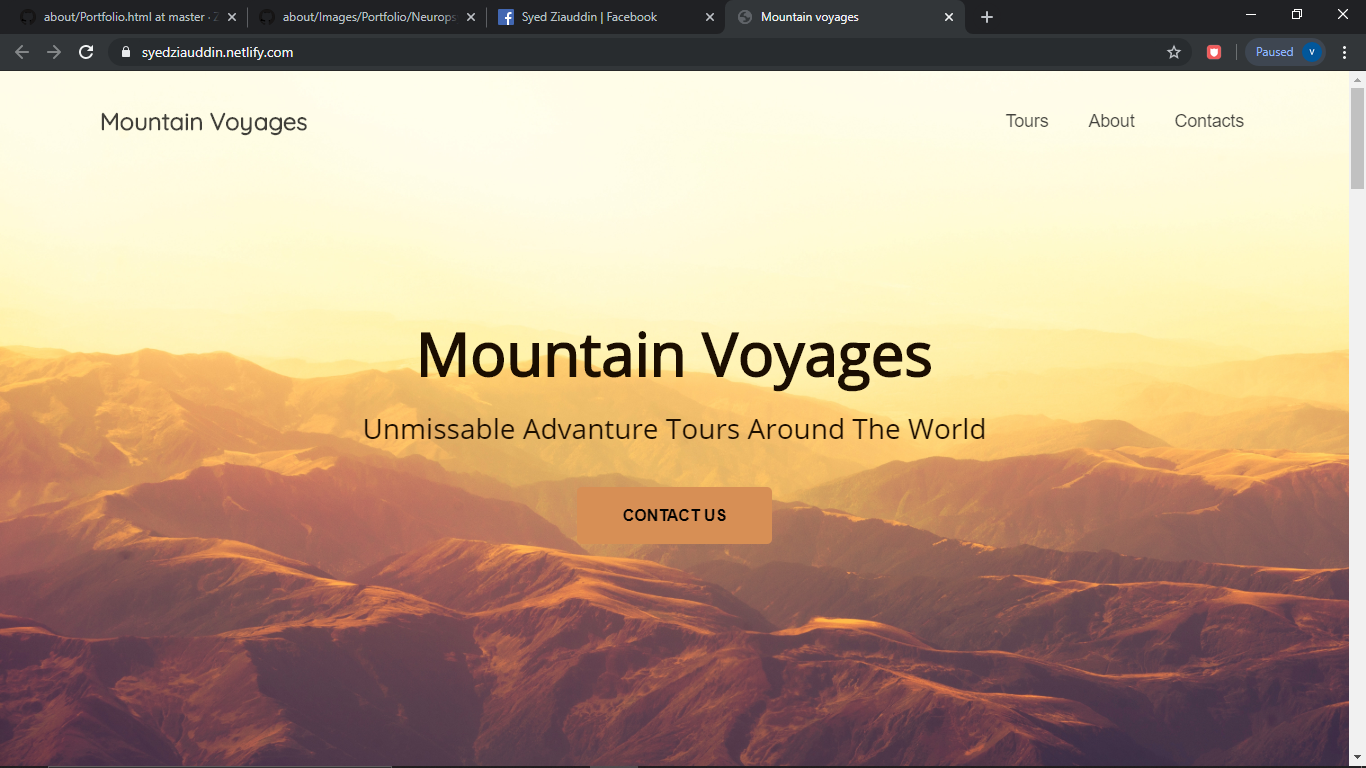 about/Portfolio.html at master · Z
about/Images/Portfolio/Neurops
Syed Ziauddin | Facebook
Mountain voyages
syedziauddin.netlify.com
Paused
v
Mountain Voyages
Tours
About
Contacts
Mountain Voyages
Unmissable Advanture Tours Around The World
CONTACT US